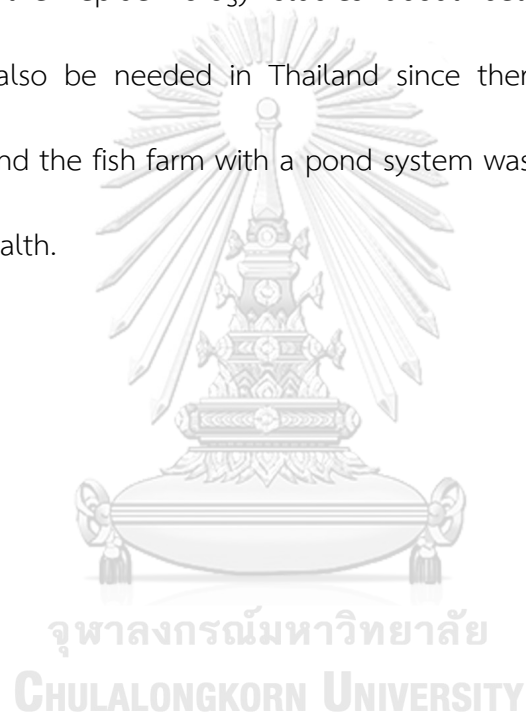 also be needed in Thailand since ther
nd the fish farm with a pond system was
alth.
จุฬาลงกรณ์มหาวิทยาลัย
CHULALONGKORN UNIVERSITY